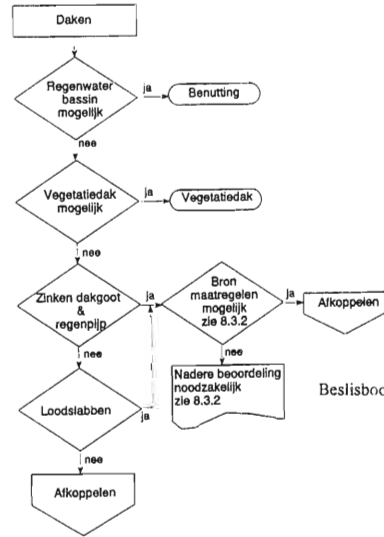 Daken
Regenwater
bassin
mogelijk
ja
Benutting
nee
Vegetatiedak
mogelijk
ja
Vegetatiedak
nee
Zinken dakgoot
&
regenpijp
ja
Bron
maatregelen
mogelijk
zie 8.3.2
ja
Afkoppelen
nee
nee
Nadere beoordeling
noodzakelijk
zie 8.3.2
Loodslabben
ja
nee
Afkoppelen